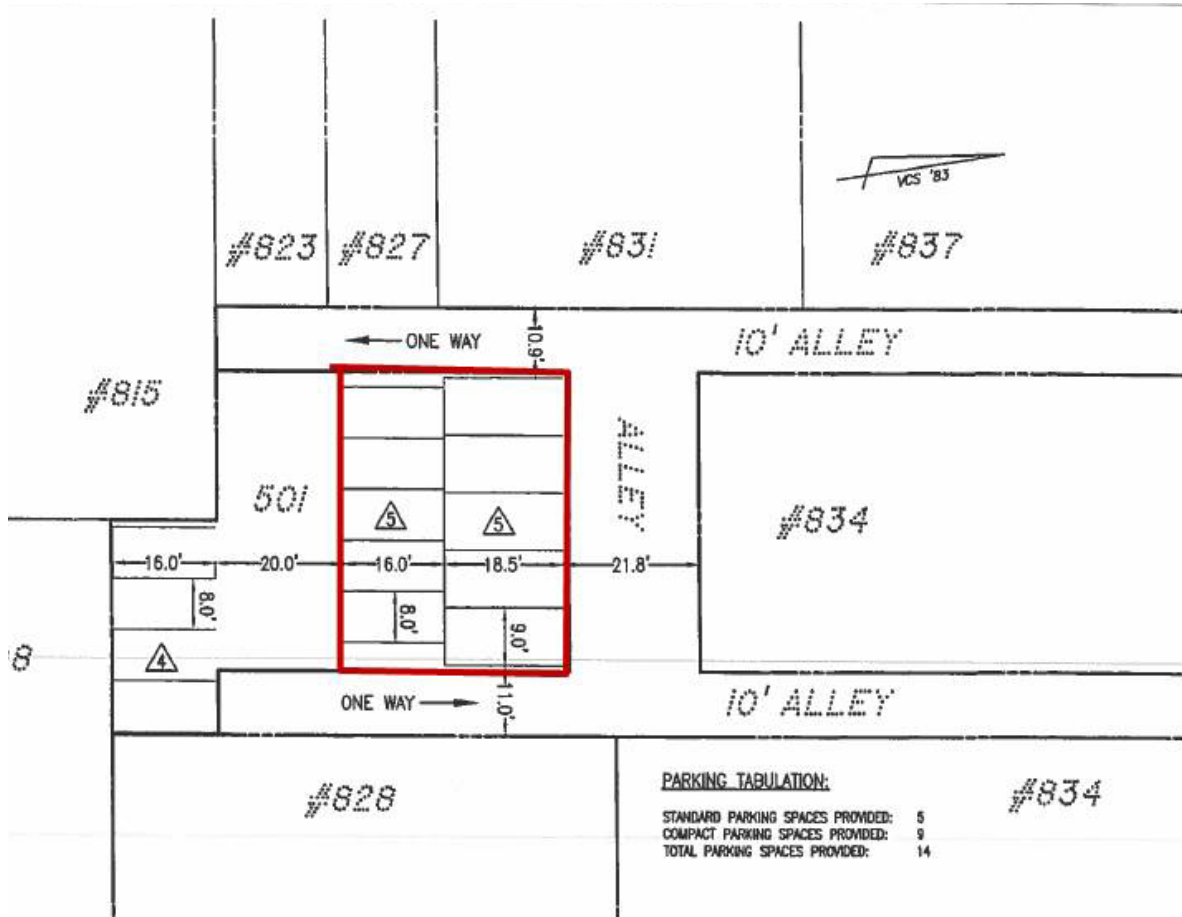 VCS '83
#823 #827 #831 #837
ONE WAY
10.9'
10' ALLEY
#815
ALLEY
501
5
5
#834
16.0'
20.0'
16.0'
18.5'
21.8'
8.0'
8.0'
9.0'
8
4
ONE WAY
11.0'
10' ALLEY
#828
PARKING TABULATION:
#834
STANDARD PARKING SPACES PROVIDED: 5
COMPACT PARKING SPACES PROVIDED: 9
TOTAL PARKING SPACES PROVIDED: 14